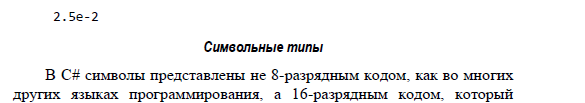 2.5e-2
Символьные типы
В C# символы представлены не 8-разрядным кодом, как во многих
других языках программирования, а 16-разрядным кодом, который